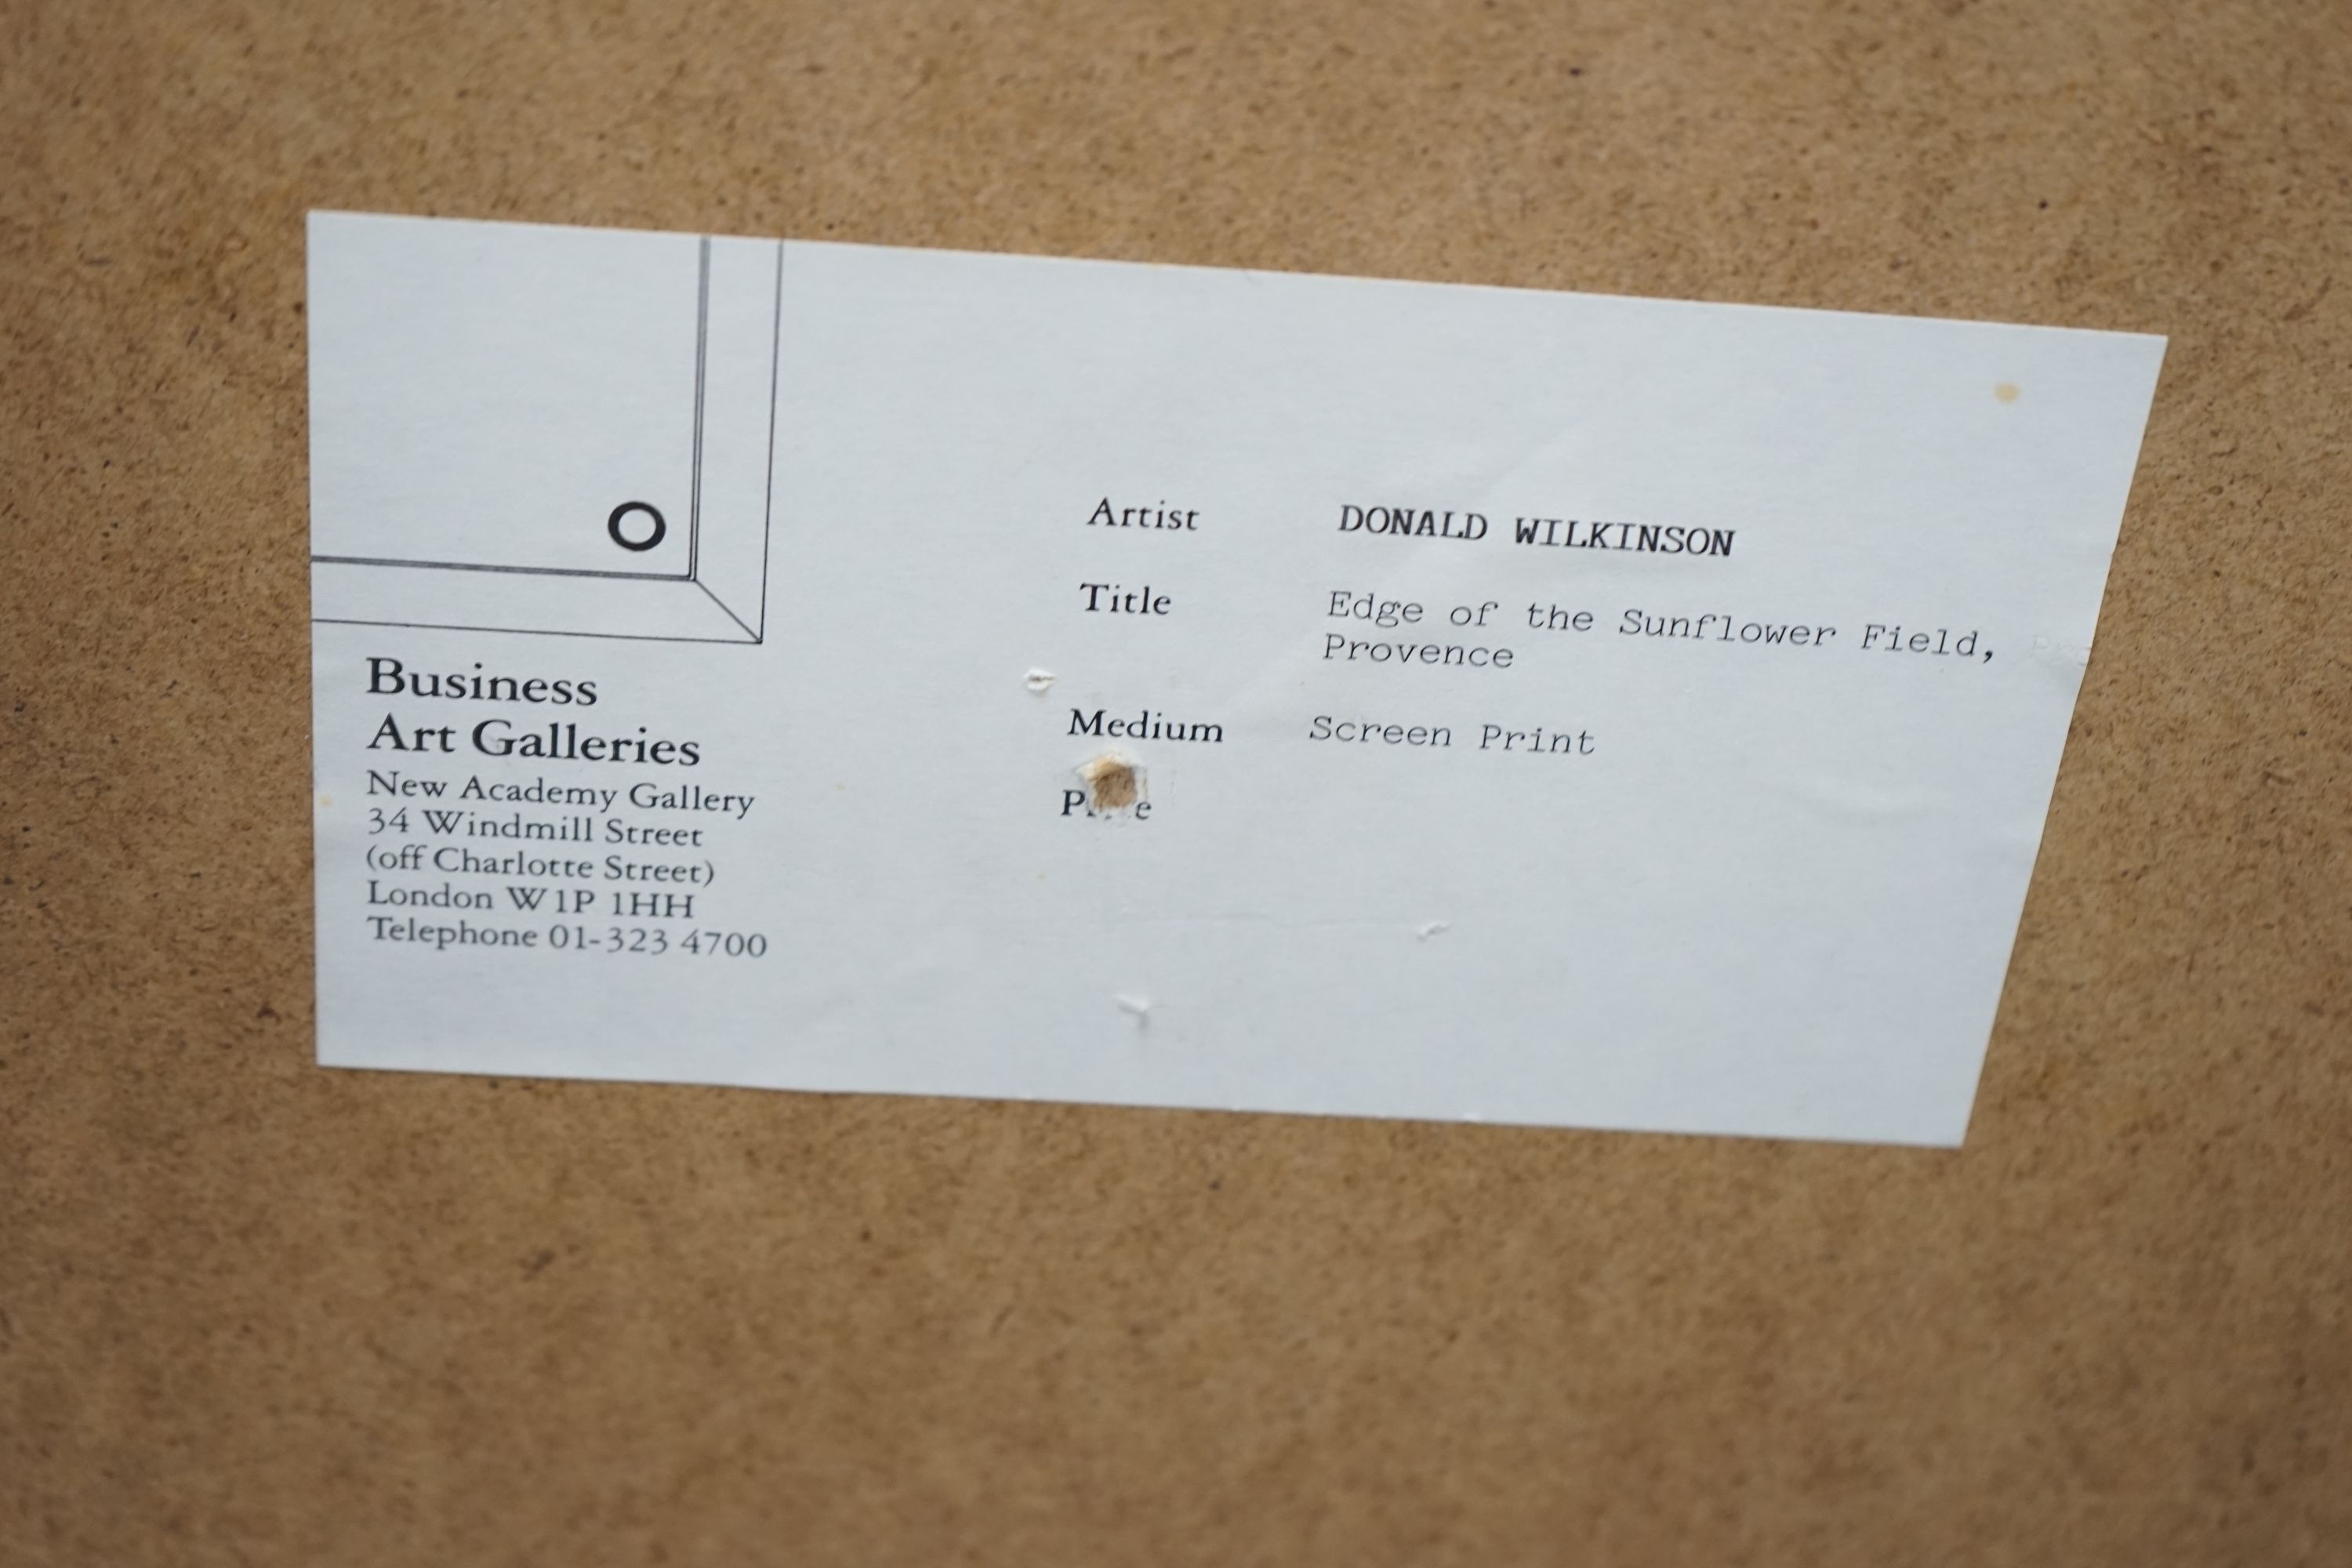 Business
Art Galleries
New Academy Gallery
34 Windmill Street
(off Charlotte Street)
London W1P 1HH
Telephone 01-323 4700
Artist DONALD WILKINSON
Title Edge of the Sunflower Field,
Provence
Medium Screen Print